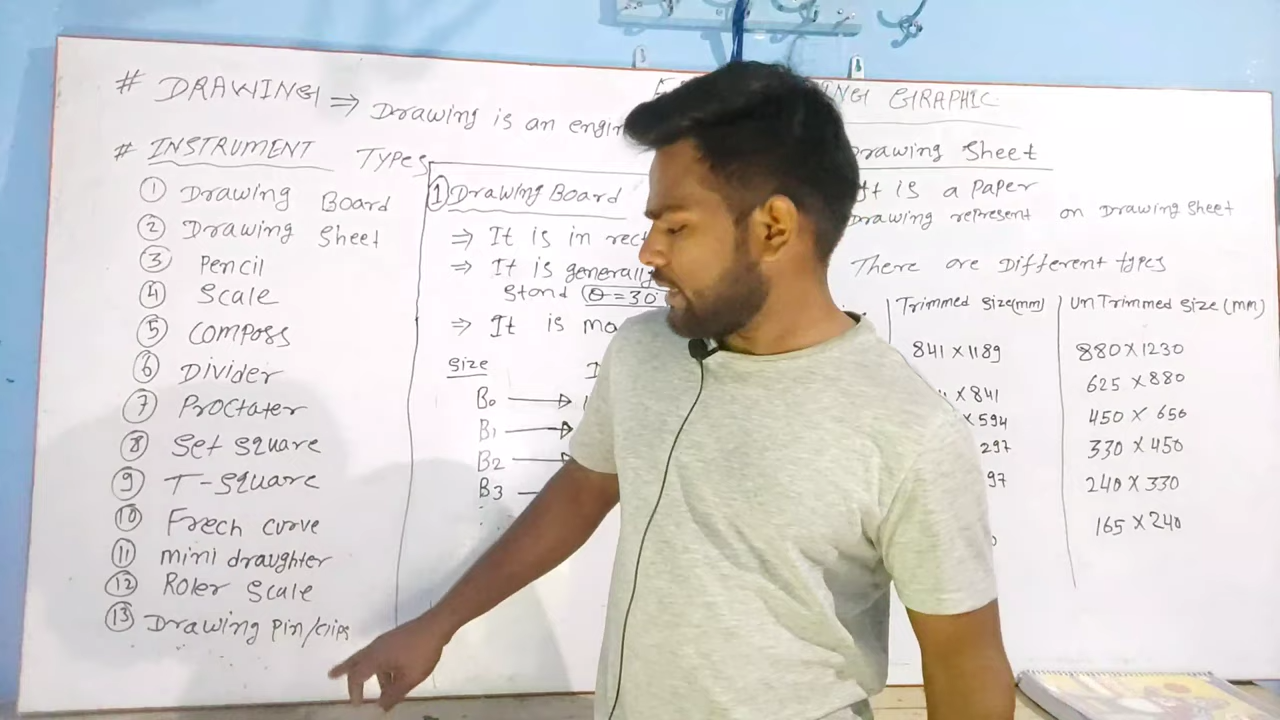 # DRAWING ⇒ Drawing is an engin
# INSTRUMENT TYPES
① Drawing Board
② Drawing Sheet
③ Pencil
④ Scale
⑤ Composs
⑥ Divider
⑦ Proctater
⑧ Set square
⑨ T-square
⑩ Frech curve
⑪ mini draughter
⑫ Roler Scale
⑬ Drawing Pin/clips
① Drawing Board
⇒ It is in rect
⇒ It is generally
Stand θ = 30
⇒ It is ma
Size
B₀ →
B₁ →
B₂ →
B₃
NG GRAPHIC
Drawing Sheet
It is a Paper
Drawing represent on Drawing Sheet
There are Different types
Trimmed Size(mm) UnTrimmed Size (mm)
841 × 1189 880 × 1230
× 841 625 × 880
× 594 450 × 650
297 330 × 450
97 240 × 330
165 × 240